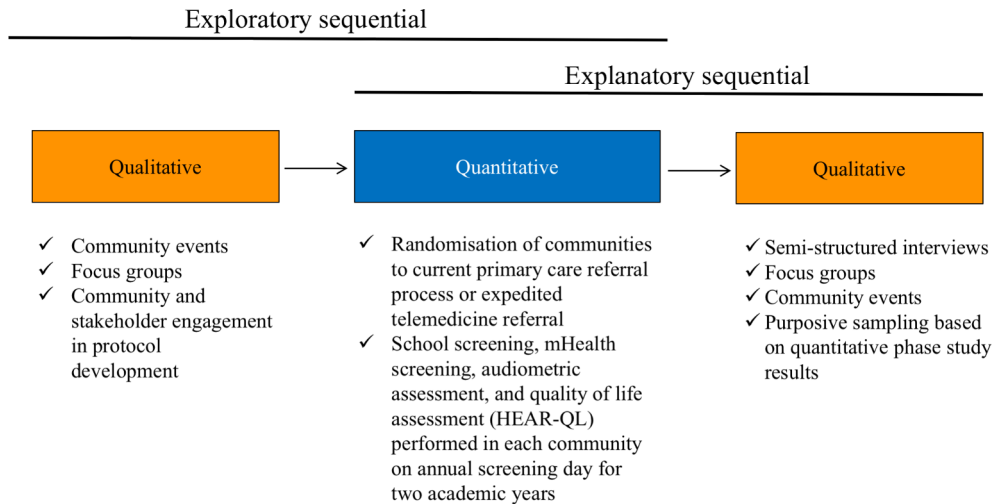 Exploratory sequential
Explanatory sequential
Qualitative
Quantitative
Qualitative
✓ Community events
✓ Focus groups
✓ Community and
stakeholder engagement
in protocol
development
✓ Randomisation of communities
to current primary care referral
process or expedited
telemedicine referral
✓ School screening, mHealth
screening, audiometric
assessment, and quality of life
assessment (HEAR-QL)
performed in each community
on annual screening day for
two academic years
✓ Semi-structured interviews
✓ Focus groups
✓ Community events
✓ Purposive sampling based
on quantitative phase study
results